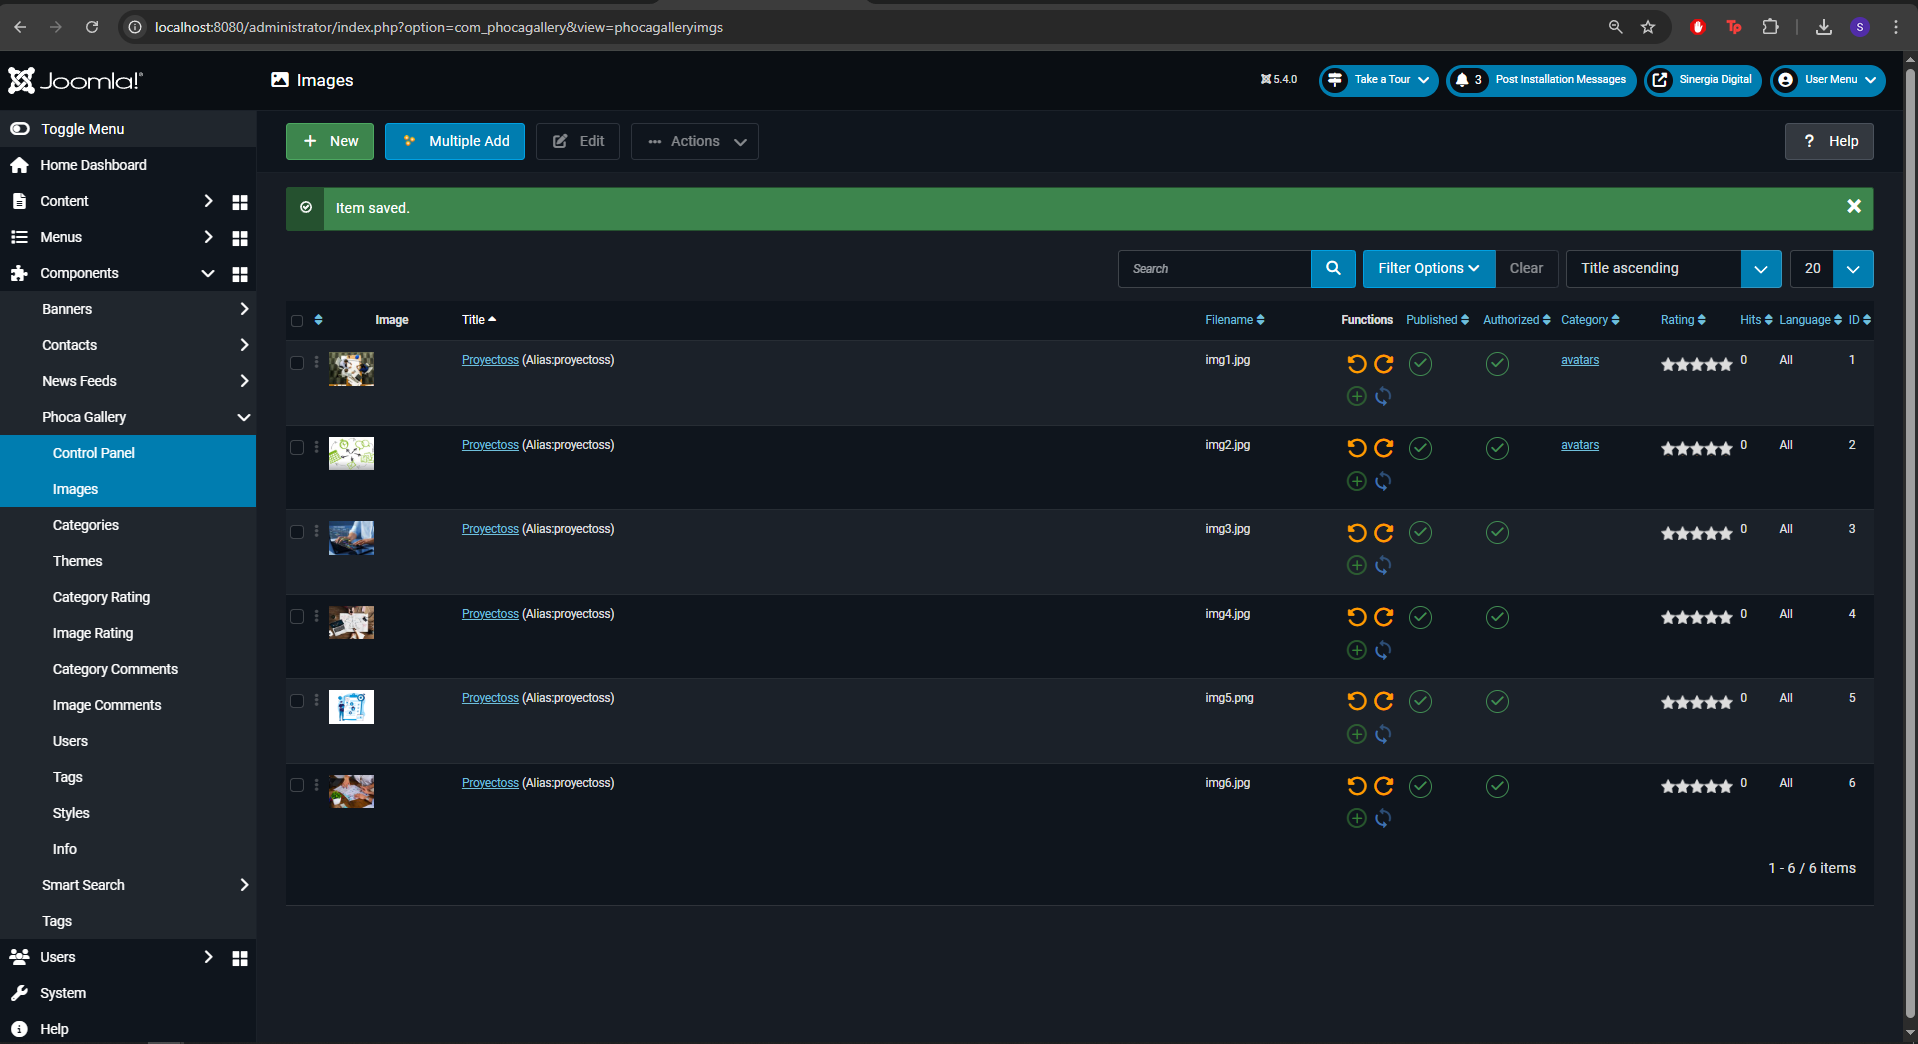 localhost:8080/administrator/index.php?option=com_phocagallery&view=phocagalleryimgs
Tp
S
Joomla!
Images
5.4.0
Take a Tour
3 Post Installation Messages
Sinergia Digital
User Menu
Toggle Menu
Home Dashboard
Content
Menus
Components
Banners
Contacts
News Feeds
Phoca Gallery
Control Panel
Images
Categories
Themes
Category Rating
Image Rating
Category Comments
Image Comments
Users
Tags
Styles
Info
Smart Search
Tags
Users
System
Help
+ New
Multiple Add
Edit
Actions
? Help
Item saved.
Search
Filter Options
Clear
Title ascending
20
Image Title Filename Functions Published Authorized Category Rating Hits Language ID
Proyectoss (Alias:proyectoss) img1.jpg avatars 0 All 1
Proyectoss (Alias:proyectoss) img2.jpg avatars 0 All 2
Proyectoss (Alias:proyectoss) img3.jpg 0 All 3
Proyectoss (Alias:proyectoss) img4.jpg 0 All 4
Proyectoss (Alias:proyectoss) img5.png 0 All 5
Proyectoss (Alias:proyectoss) img6.jpg 0 All 6
1 - 6 / 6 items